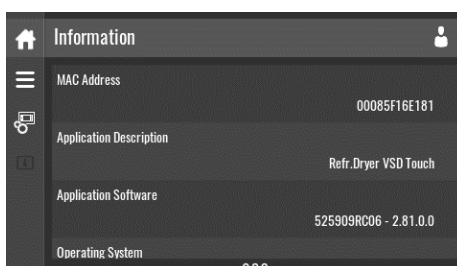 Information
MAC Address
00085F16E181
Application Description
Refr.Dryer VSD Touch
Application Software
525909RC06 - 2.81.0.0
Operating System